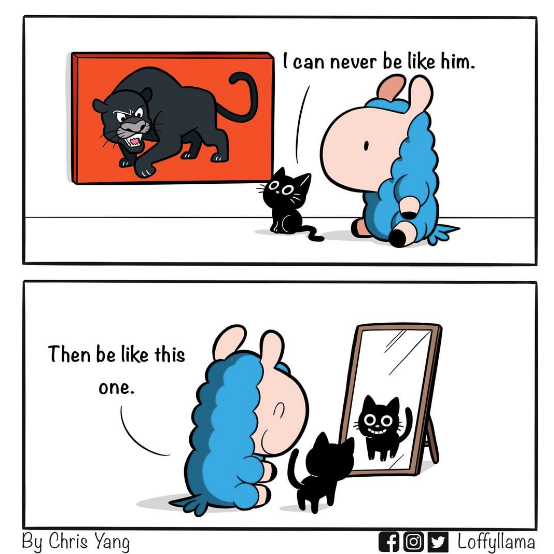 I can never be like him.
Then be like this
one.
By Chris Yang
Loffyllama